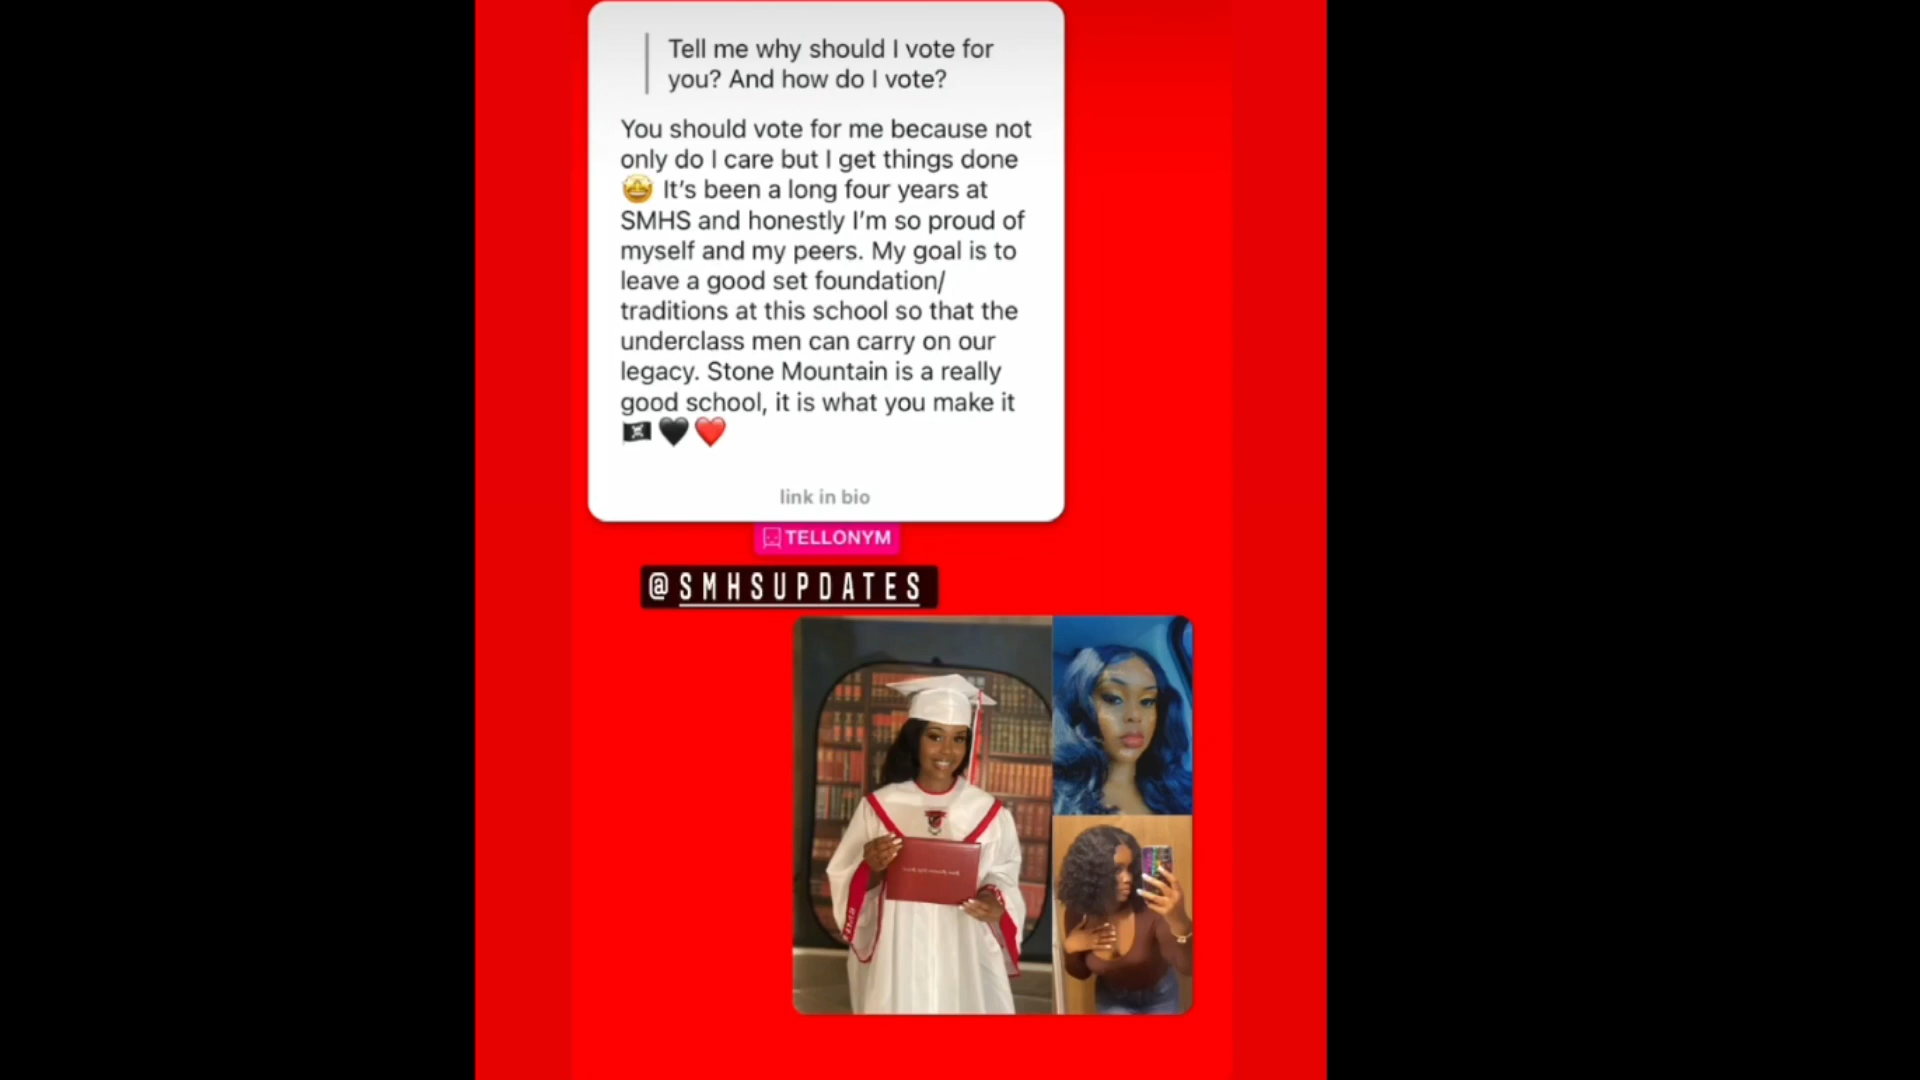 Tell me why should I vote for
you? And how do I vote?
You should vote for me because not
only do I care but I get things done
🤩 It's been a long four years at
SMHS and honestly I'm so proud of
myself and my peers. My goal is to
leave a good set foundation/
traditions at this school so that the
underclass men can carry on our
legacy. Stone Mountain is a really
good school, it is what you make it
🏴‍☠️🖤❤️
link in bio
TELLONYM
@SMHSUPDATES